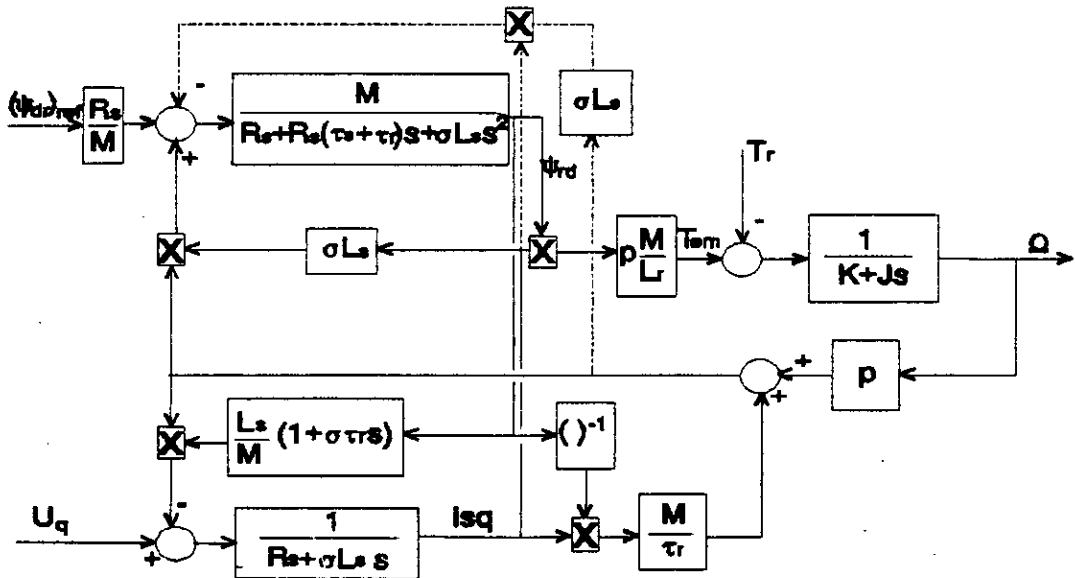 X
-
(ψdr)ref
Rs
M
M
Rs+Rs(τs+τr)s+σLss²
σLs
+
ψrd
Tr
-
X
σLs
X
p M
Lr
Tem
1
K+Js
Ω
+
p
+
X
Ls
M
(1+στrs)
( )⁻¹
-
Uq
+
1
Rs+σLs s
isq
X
M
τr